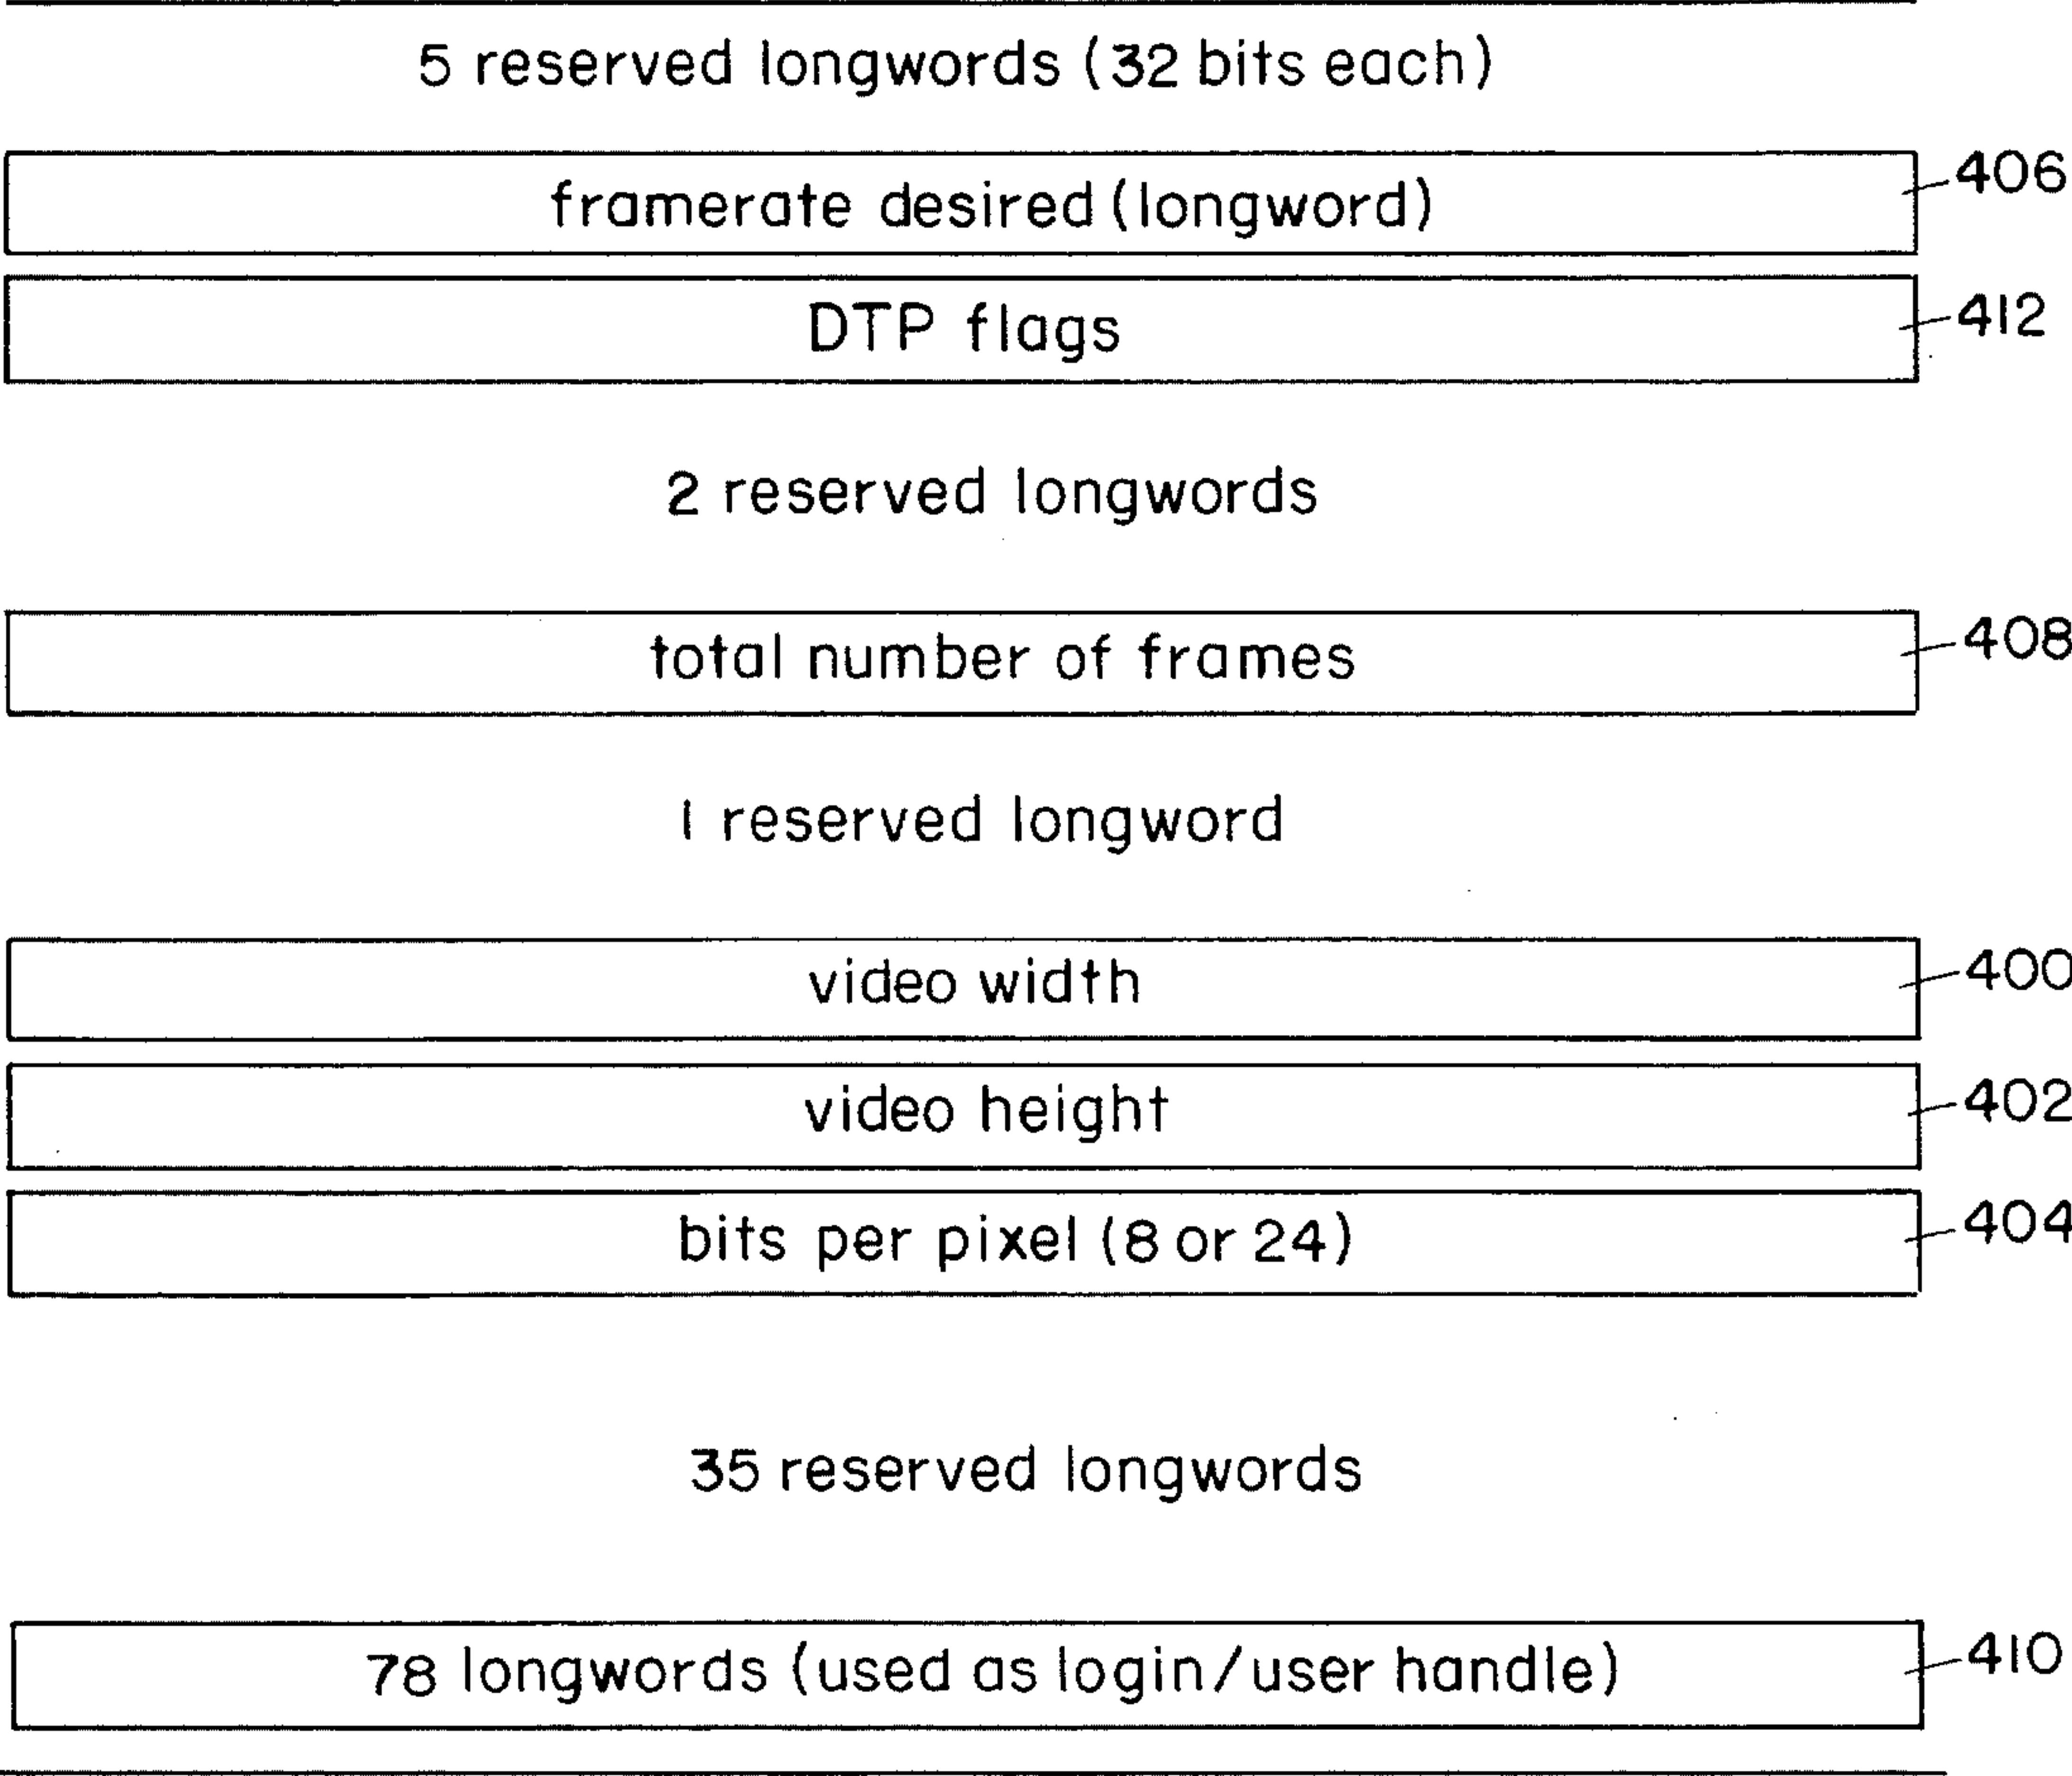 5 reserved longwords (32 bits each)
framerate desired (longword) 406
DTP flags 412
2 reserved longwords
total number of frames 408
1 reserved longword
video width 400
video height 402
bits per pixel (8 or 24) 404
35 reserved longwords
78 longwords (used as login/user handle) 410